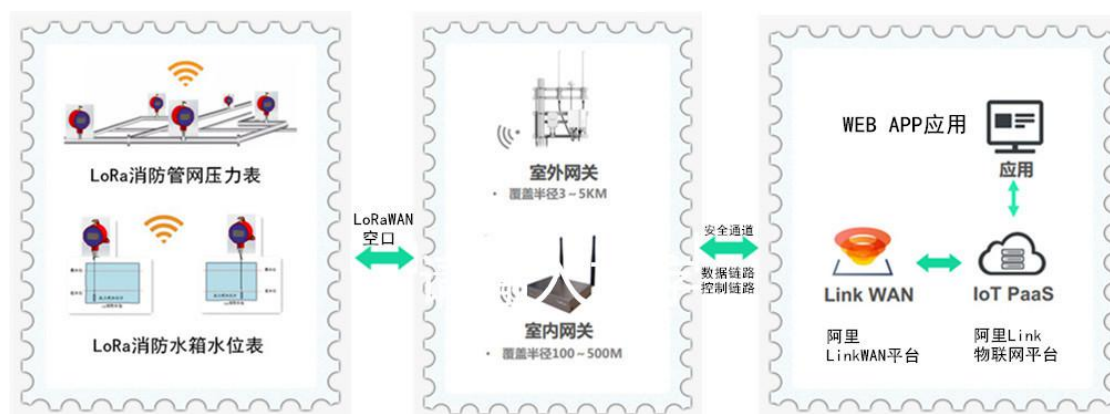 LoRa消防管网压力表
LoRa消防水箱水位表
LoRaWAN
空口
室外网关
• 覆盖半径3~5KM
室内网关
• 覆盖半径100~500M
安全通道
数据链路
控制链路
WEB APP应用
应用
Link WAN
IoT PaaS
阿里
LinkWAN平台
阿里Link
物联网平台